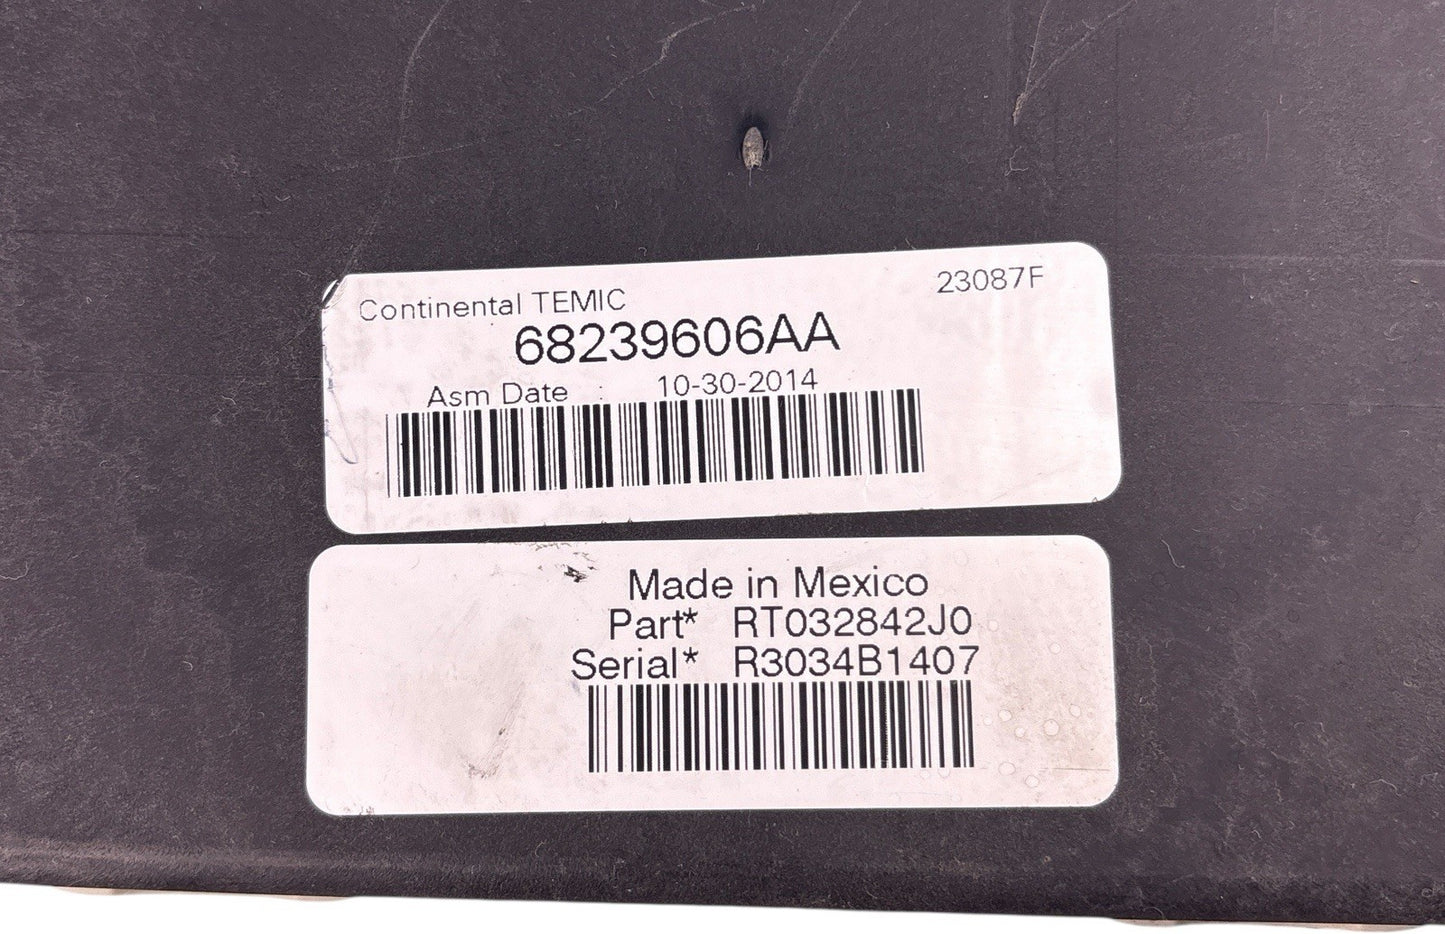 Continental TEMIC 23087F
68239606AA
Asm Date : 10-30-2014
Made in Mexico
Part* RT032842J0
Serial* R3034B1407